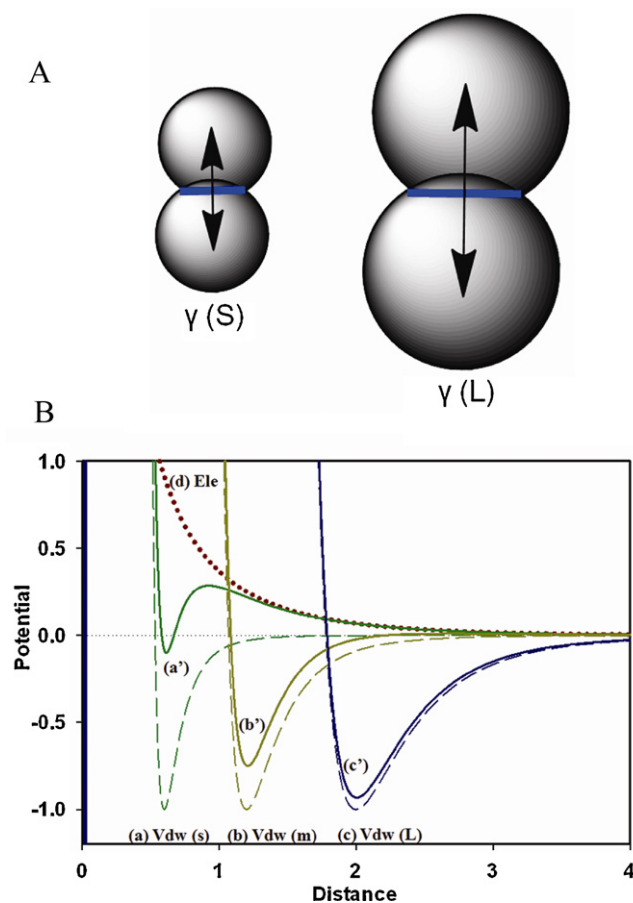 A
γ (S)
γ (L)
B
1.0
(d) Ele
0.5
Potential
0.0
(a')
-0.5
(b')
(c')
-1.0
(a) Vdw (s) (b) Vdw (m) (c) Vdw (L)
0 1 2 3 4
Distance